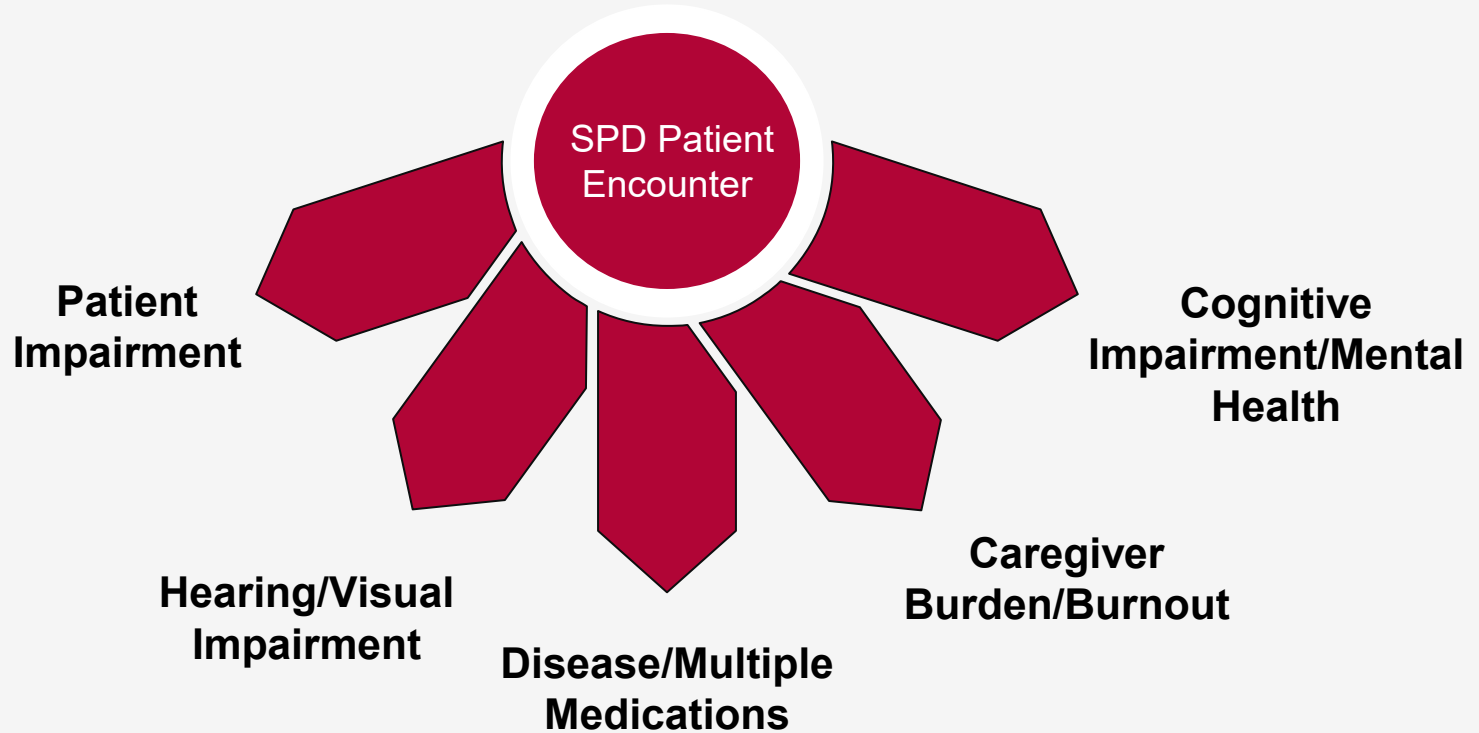 SPD Patient
Encounter
Patient
Impairment
Hearing/Visual
Impairment
Disease/Multiple
Medications
Caregiver
Burden/Burnout
Cognitive
Impairment/Mental
Health